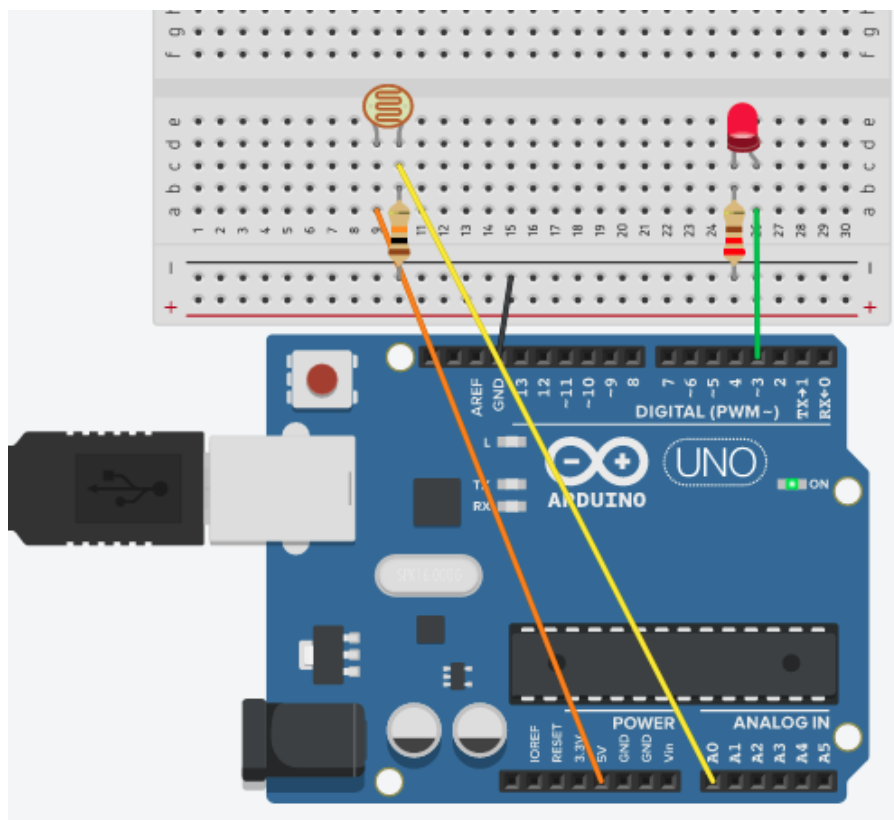 g g
f f
e e
d d
c c
b b
a a
1 2 3 4 5 6 7 8 9 11 12 13 14 15 16 17 18 19 20 21 22 23 24 26 27 28 29 30
− −
+ +
AREF GND 13 12 ~11 ~10 ~9 8 7 ~6 ~5 4 ~3 2 TX→1 RX←0
DIGITAL (PWM~)
L
TX
RX
ARDUINO
UNO
ON
POWER
ANALOG IN
IOREF RESET 3.3V 5V GND GND Vin A0 A1 A2 A3 A4 A5